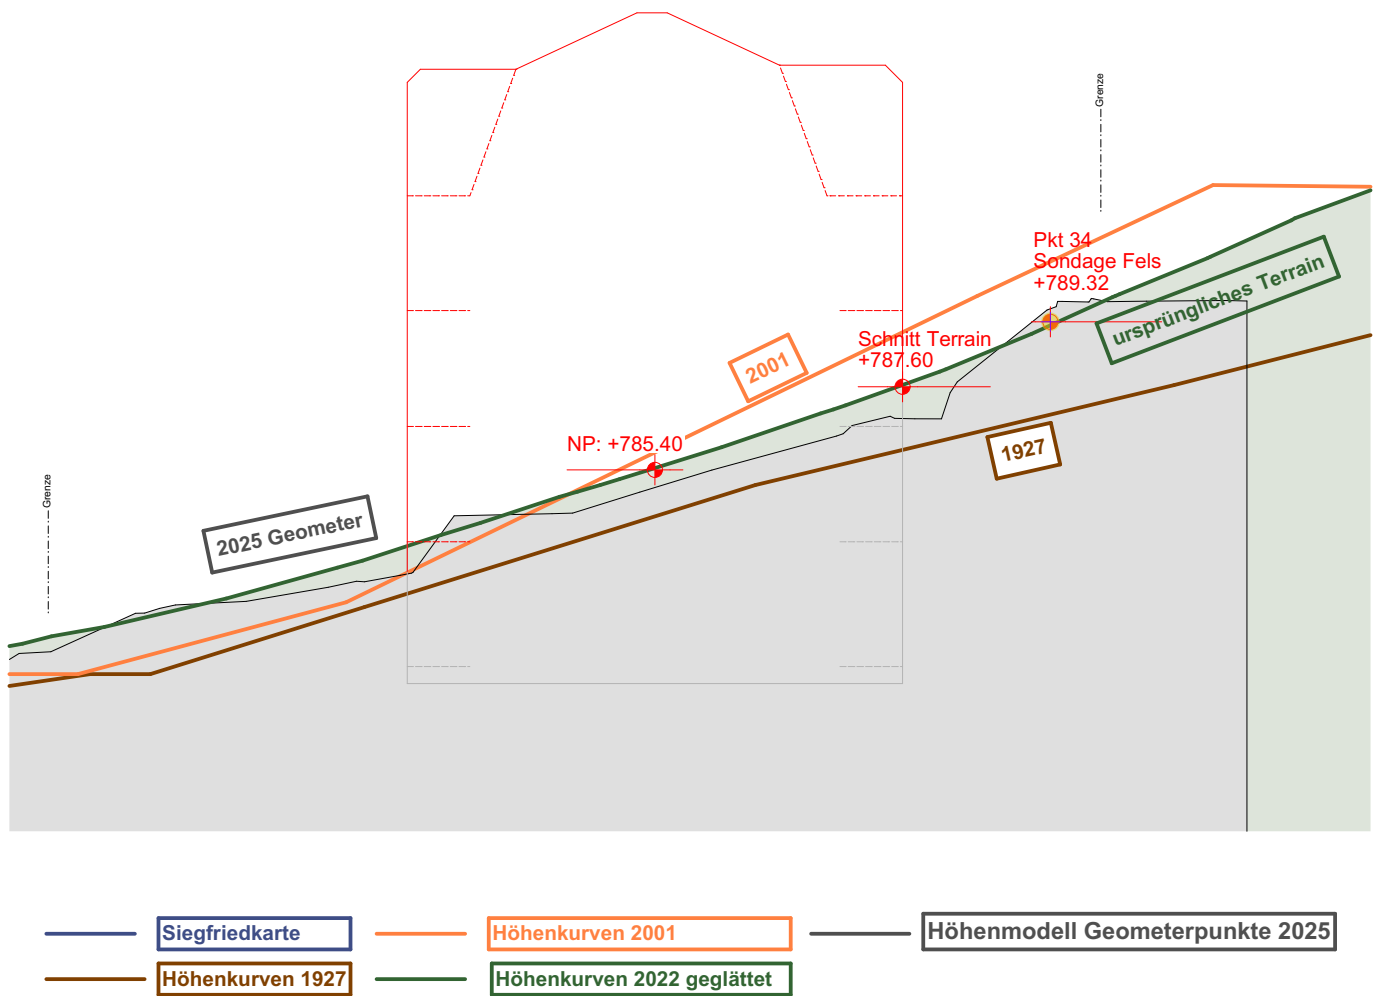 Grenze
Pkt 34
Sondage Fels
+789.32
ursprüngliches Terrain
Schnitt Terrain
+787.60
2001
NP: +785.40
1927
Grenze
2025 Geometer
Siegfriedkarte
Höhenkurven 2001
Höhenmodell Geometerpunkte 2025
Höhenkurven 1927
Höhenkurven 2022 geglättet